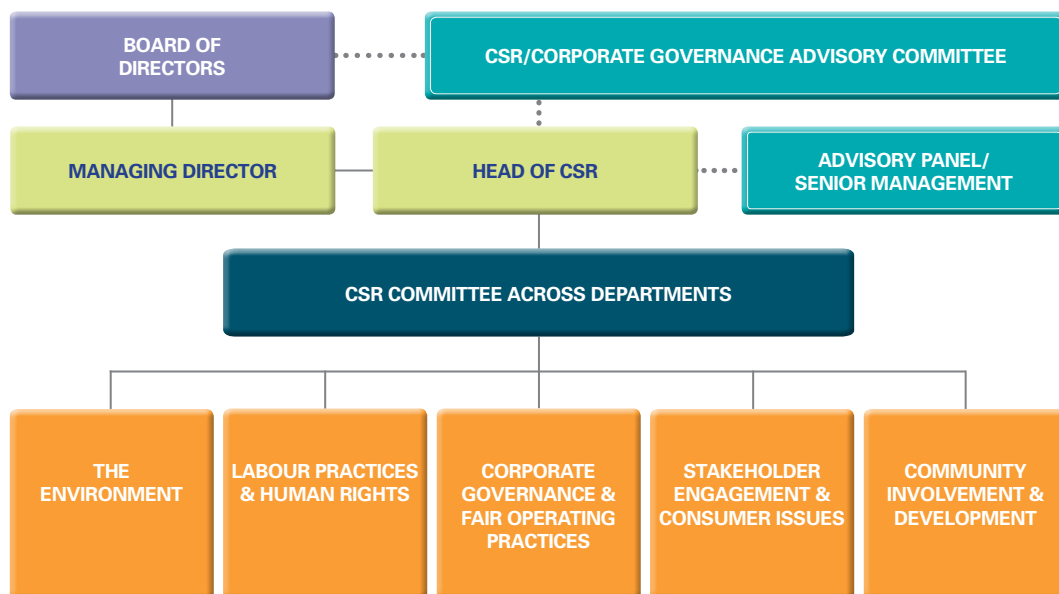 BOARD OF
DIRECTORS
CSR/CORPORATE GOVERNANCE ADVISORY COMMITTEE
MANAGING DIRECTOR
HEAD OF CSR
ADVISORY PANEL/
SENIOR MANAGEMENT
CSR COMMITTEE ACROSS DEPARTMENTS
THE
ENVIRONMENT
LABOUR PRACTICES
& HUMAN RIGHTS
CORPORATE
GOVERNANCE &
FAIR OPERATING
PRACTICES
STAKEHOLDER
ENGAGEMENT &
CONSUMER ISSUES
COMMUNITY
INVOLVEMENT &
DEVELOPMENT